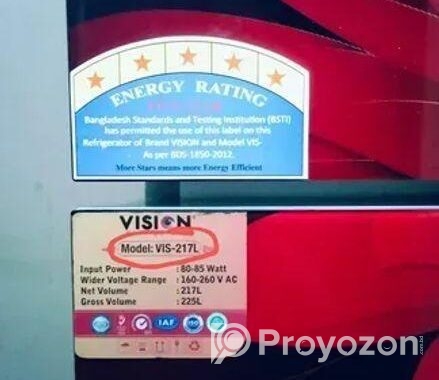 ENERGY RATING
Bangladesh Standards and Testing Institution (BSTI)
has permitted the use of this label on this
Refrigerator of Brand VISION and Model VIS-
As per BDS-1850-2012.
More Stars means more Energy Efficient
VISION
Model: VIS-217L
Input Power : 80-85 Watt
Wider Voltage Range : 160-260 V AC
Net Volume : 217L
Gross Volume : 225L
IAF
Proyozon